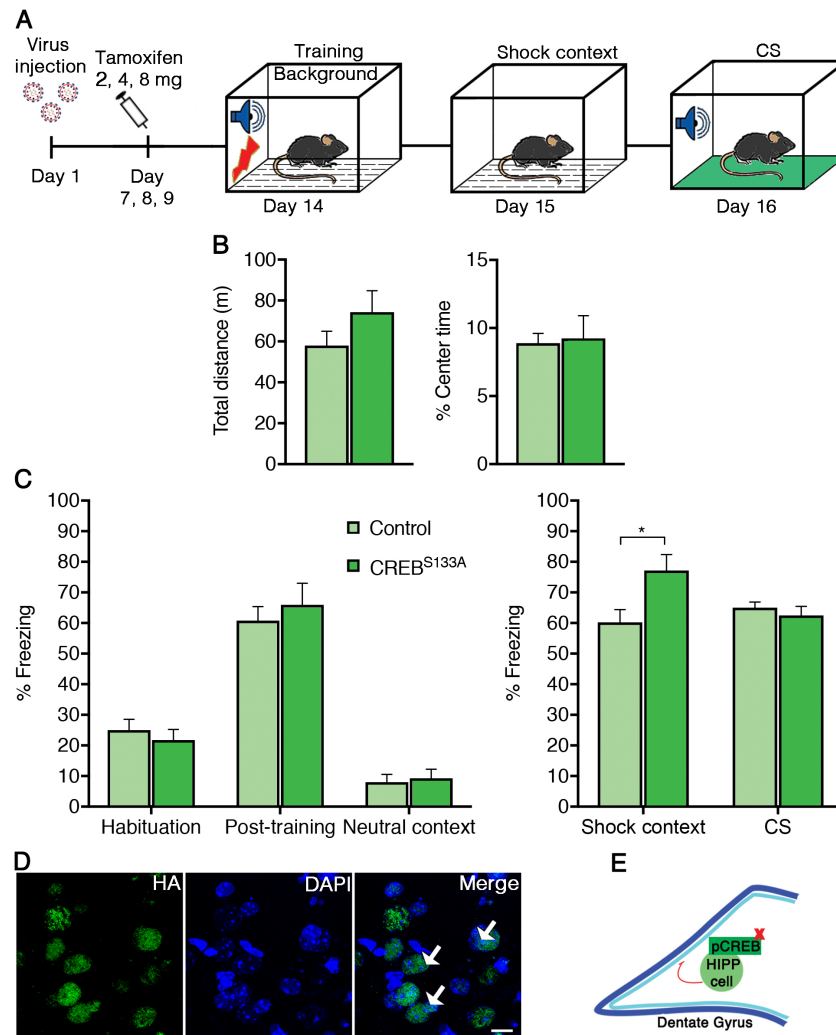 A
Virus
injection
Tamoxifen
2, 4, 8 mg
Training
Background
Shock context
CS
Day 1
Day
7, 8, 9
Day 14
Day 15
Day 16
B
Total distance (m)
100
80
60
40
20
0
% Center time
15
10
5
0
C
% Freezing
100
90
80
70
60
50
40
30
20
10
0
Control
CREB^S133A
Habituation
Post-training
Neutral context
% Freezing
100
90
80
70
60
50
40
30
20
10
0
*
Shock context
CS
D
HA
DAPI
Merge
E
pCREB
X
HIPP
cell
Dentate Gyrus